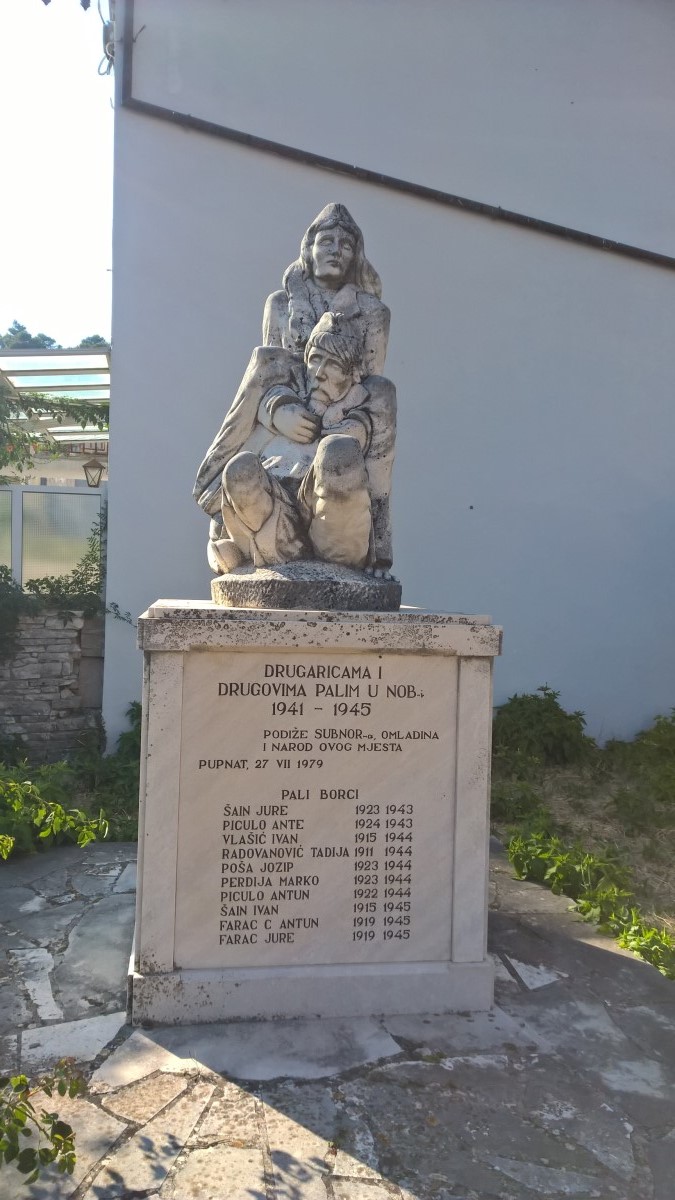 DRUGARICAMA I
DRUGOVIMA PALIM U NOB-i
1941 - 1945
PODIŽE SUBNOR-a, OMLADINA
I NAROD OVOG MJESTA
PUPNAT, 27 VII 1979
PALI BORCI
ŠAIN JURE 1923 1943
PICULO ANTE 1924 1943
VLAŠIĆ IVAN 1915 1944
RADOVANOVIĆ TADIJA 1911 1944
POŠA JOZIP 1923 1944
PERDIJA MARKO 1923 1944
PICULO ANTUN 1922 1944
ŠAIN IVAN 1915 1945
FARAC C ANTUN 1919 1945
FARAC JURE 1919 1945